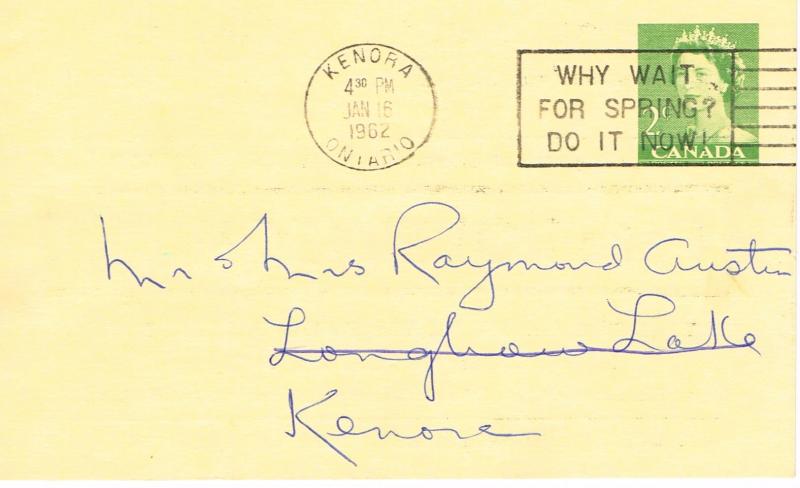 KENORA
4³⁰ PM
JAN 16
1962
ONTARIO
WHY WAIT
FOR SPRING?
DO IT NOW!
2¢
CANADA
Mr & Mrs Raymond Austin
Longbow Lake
Kenora